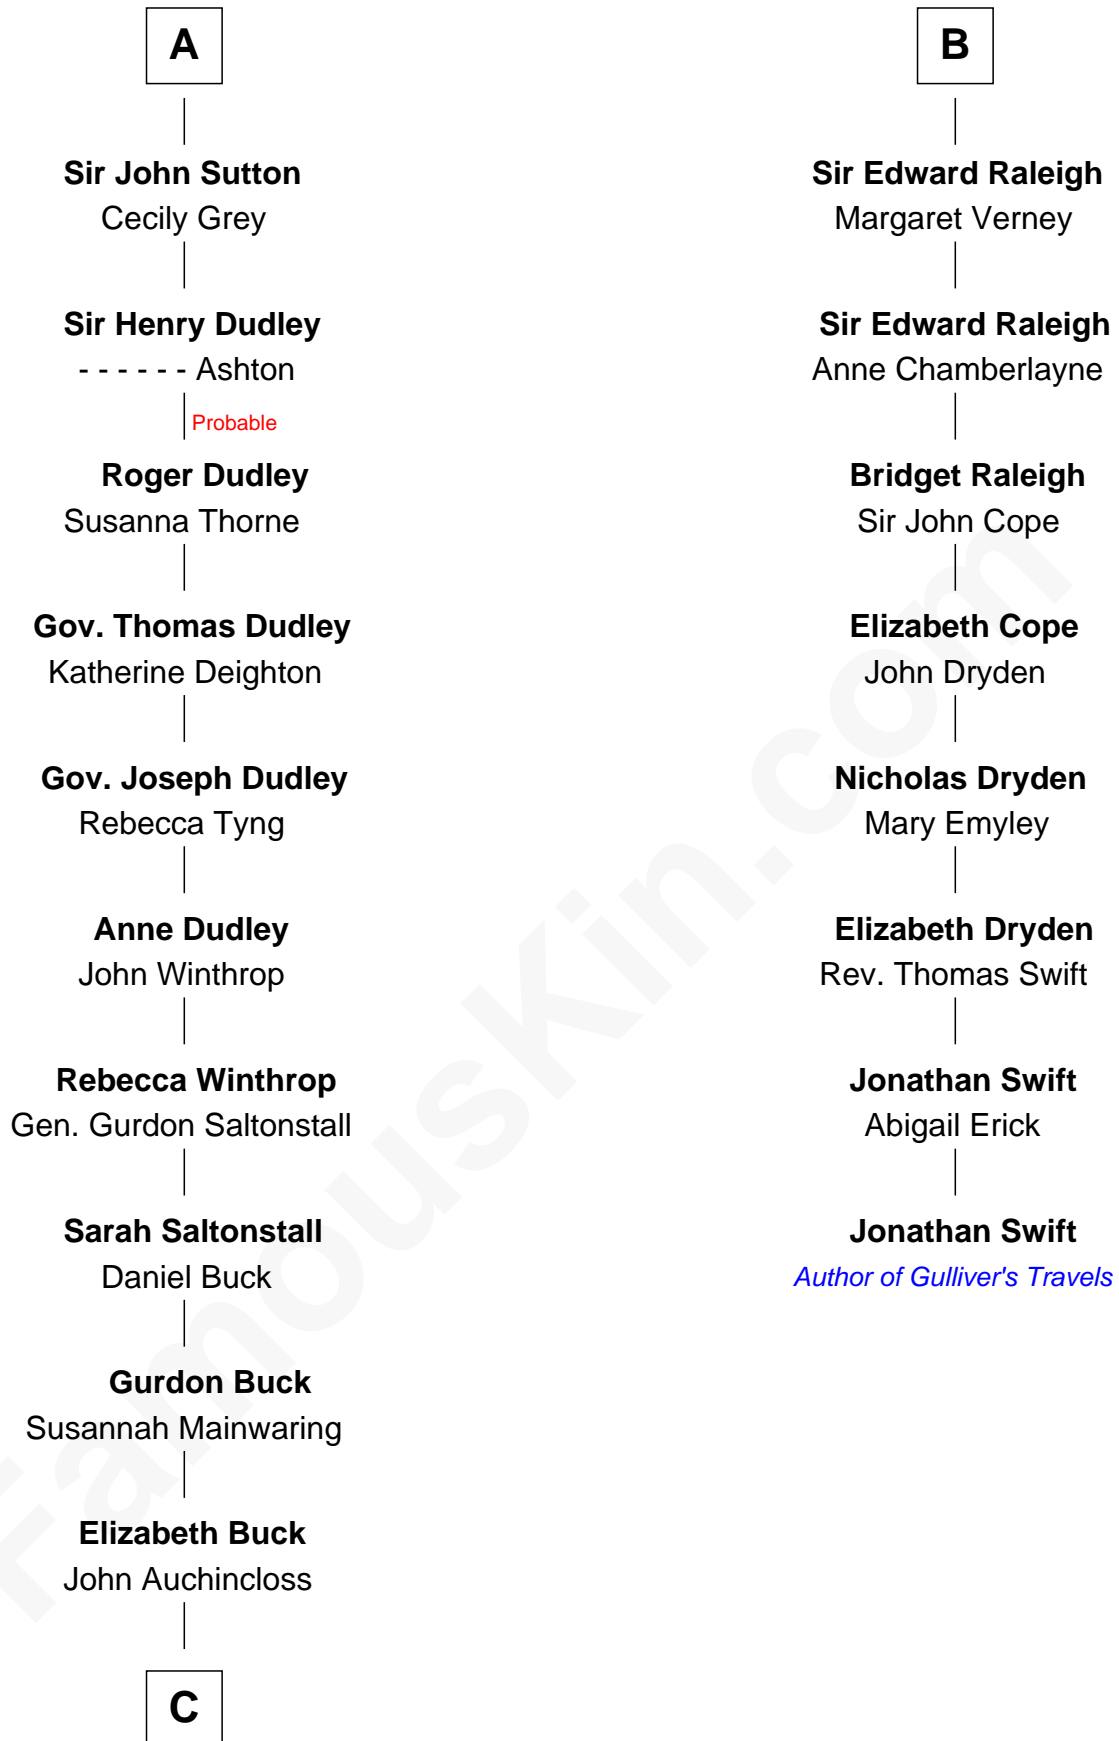 A
Sir John Sutton
Cecily Grey
Sir Henry Dudley
- - - - - - Ashton
Probable
Roger Dudley
Susanna Thorne
Gov. Thomas Dudley
Katherine Deighton
Gov. Joseph Dudley
Rebecca Tyng
Anne Dudley
John Winthrop
Rebecca Winthrop
Gen. Gurdon Saltonstall
Sarah Saltonstall
Daniel Buck
Gurdon Buck
Susannah Mainwaring
Elizabeth Buck
John Auchincloss
C
B
Sir Edward Raleigh
Margaret Verney
Sir Edward Raleigh
Anne Chamberlayne
Bridget Raleigh
Sir John Cope
Elizabeth Cope
John Dryden
Nicholas Dryden
Mary Emyley
Elizabeth Dryden
Rev. Thomas Swift
Jonathan Swift
Abigail Erick
Jonathan Swift
Author of Gulliver's Travels
FamousKin.com